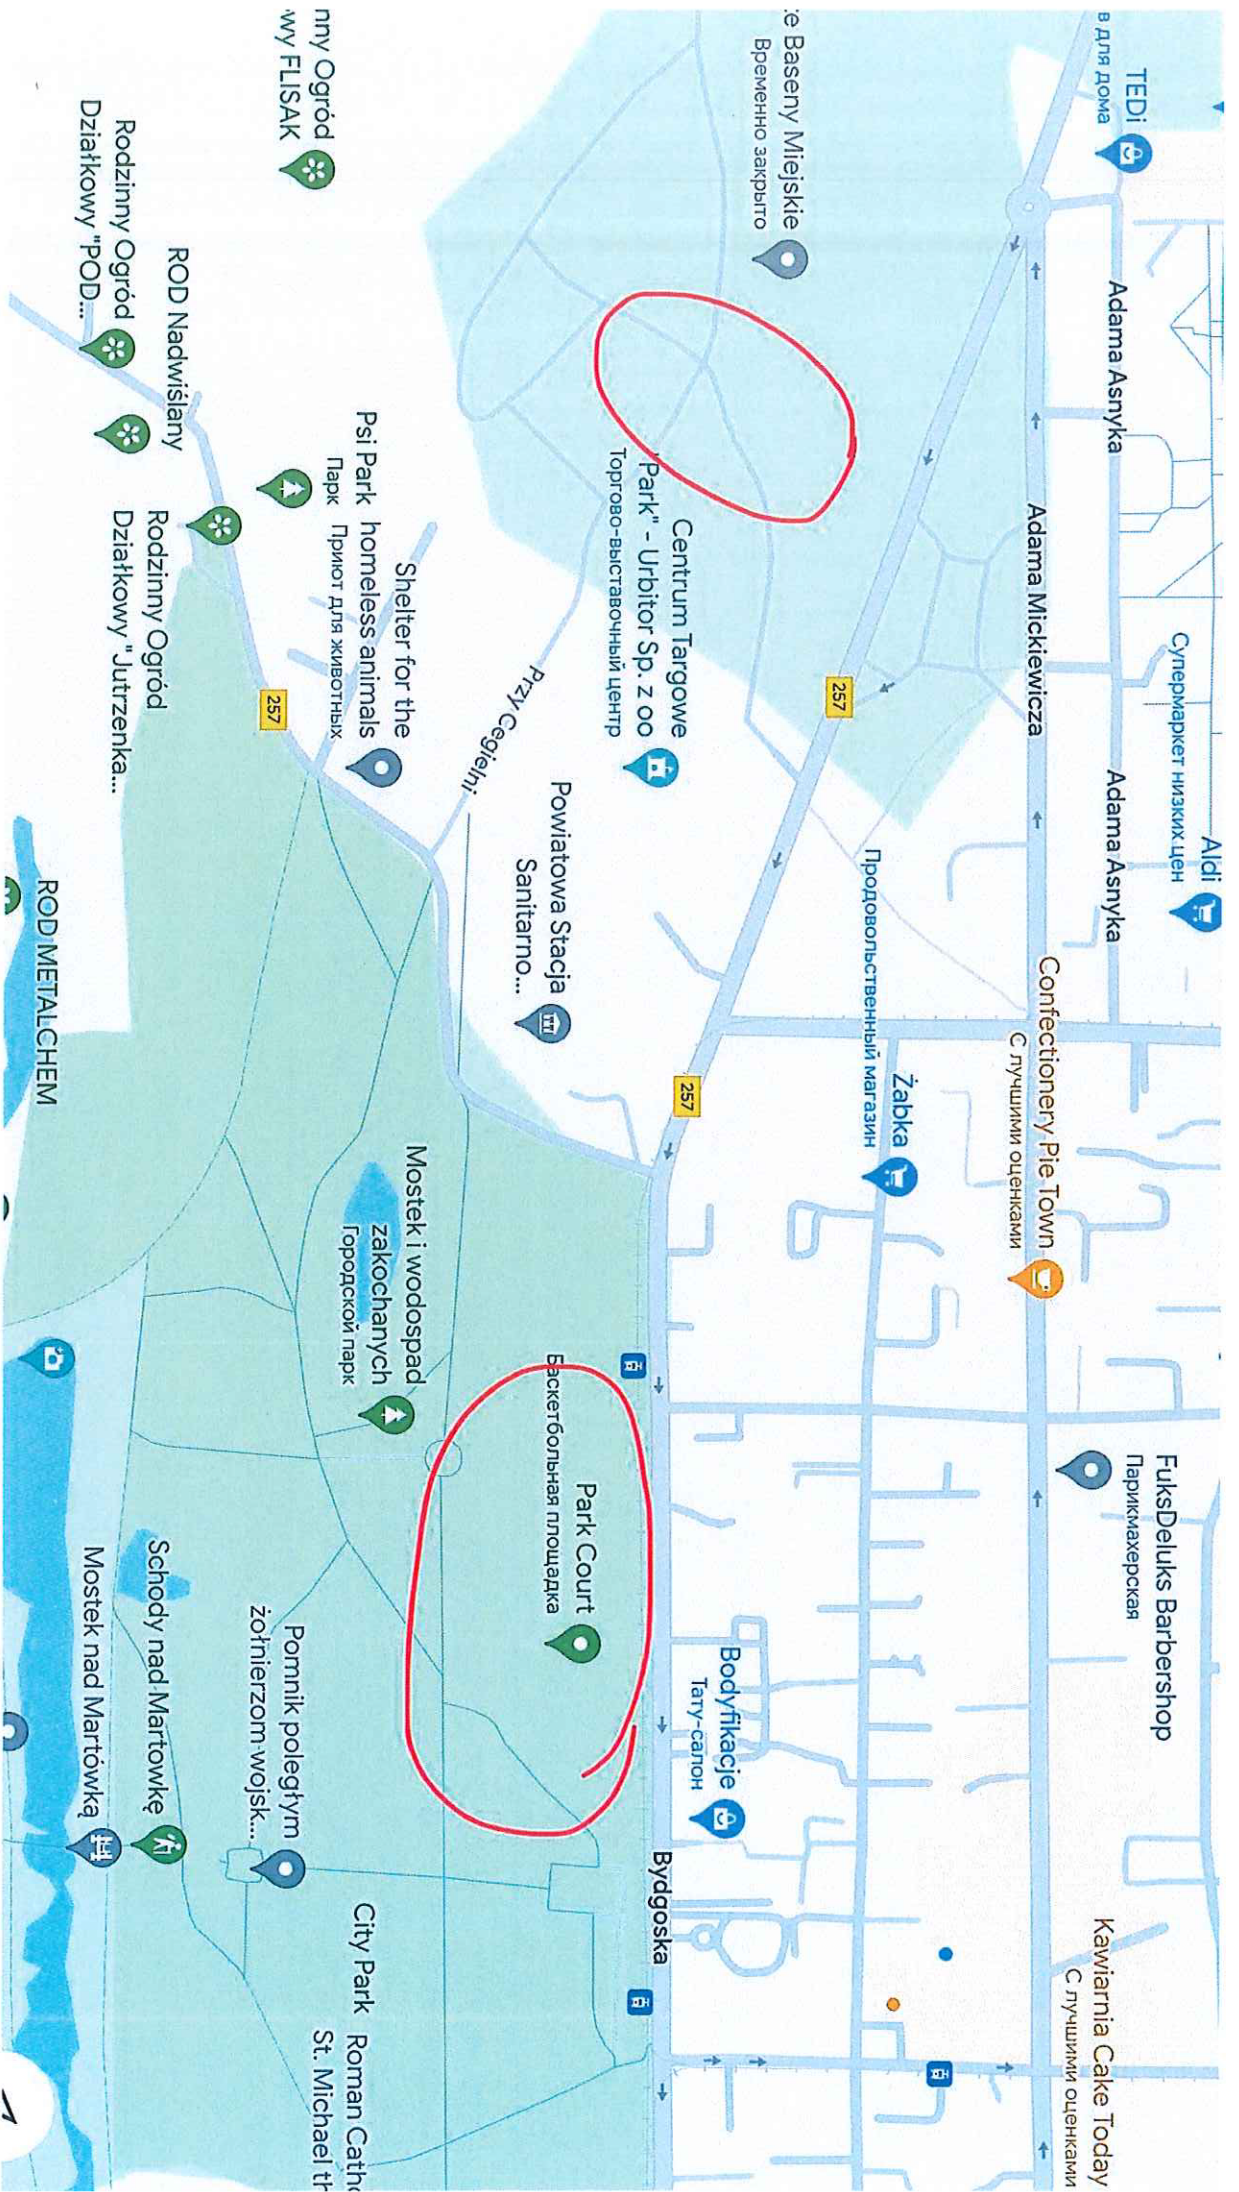 TEDi
в для дома
е Baseny Miejskie
Временно закрыто
nny Ogród
wy FLISAK
Rodzinny Ogród
Działkowy "POD...
ROD Nadwiślany
Adama Asnyka
Adama Mickiewicza
Супермаркет низких цен
Aldi
Adama Asnyka
Centrum Targowe
"Park" - Urbitor Sp. z oo
Торгово-выставочный центр
257
Przy Cegielni
Psi Park
Парк
Shelter for the
homeless animals
Приют для животных
257
Rodzinny Ogród
Działkowy "Jutrzenka...
Powiatowa Stacja
Sanitarno...
ROD METALCHEM
Confectionery Pie Town
С лучшими оценками
Żabka
Продовольственный магазин
257
Mostek i wodospad
zakochanych
Городской парк
FuksDeluks Barbershop
Парикмахерская
Park Court
Баскетбольная площадка
Bodyfikacje
Тату-салон
Schody nad Martowkę
Mostek nad Martówką
Pomnik poległym
żołnierzom wojsk...
Bydgoska
City Park
Roman Catho
St. Michael th
Kawiarnia Cake Today
С лучшими оценками